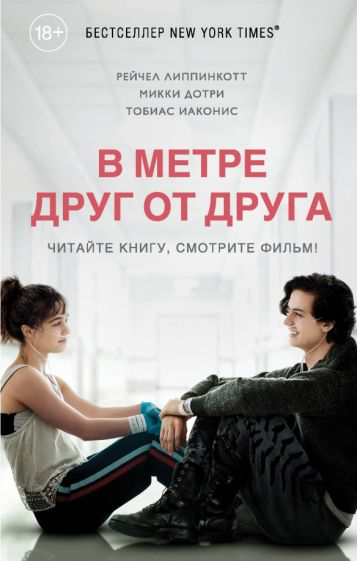 18+
БЕСТСЕЛЛЕР NEW YORK TIMES®
РЕЙЧЕЛ ЛИППИНКОТТ
МИККИ ДОТРИ
ТОБИАС ИАКОНИС
В МЕТРЕ
ДРУГ ОТ ДРУГА
ЧИТАЙТЕ КНИГУ, СМОТРИТЕ ФИЛЬМ!